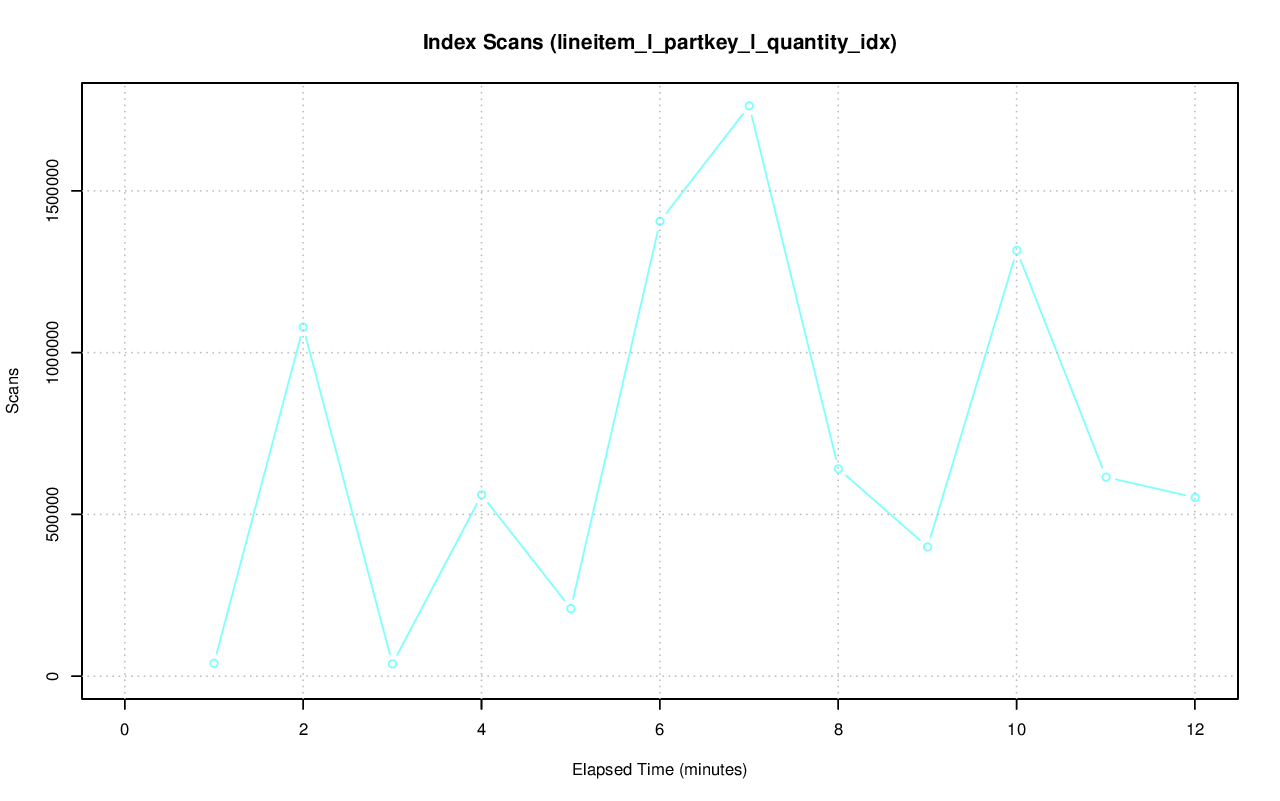 Index Scans (lineitem_l_partkey_l_quantity_idx)
Scans
1500000
1000000
500000
0
0 2 4 6 8 10 12
Elapsed Time (minutes)